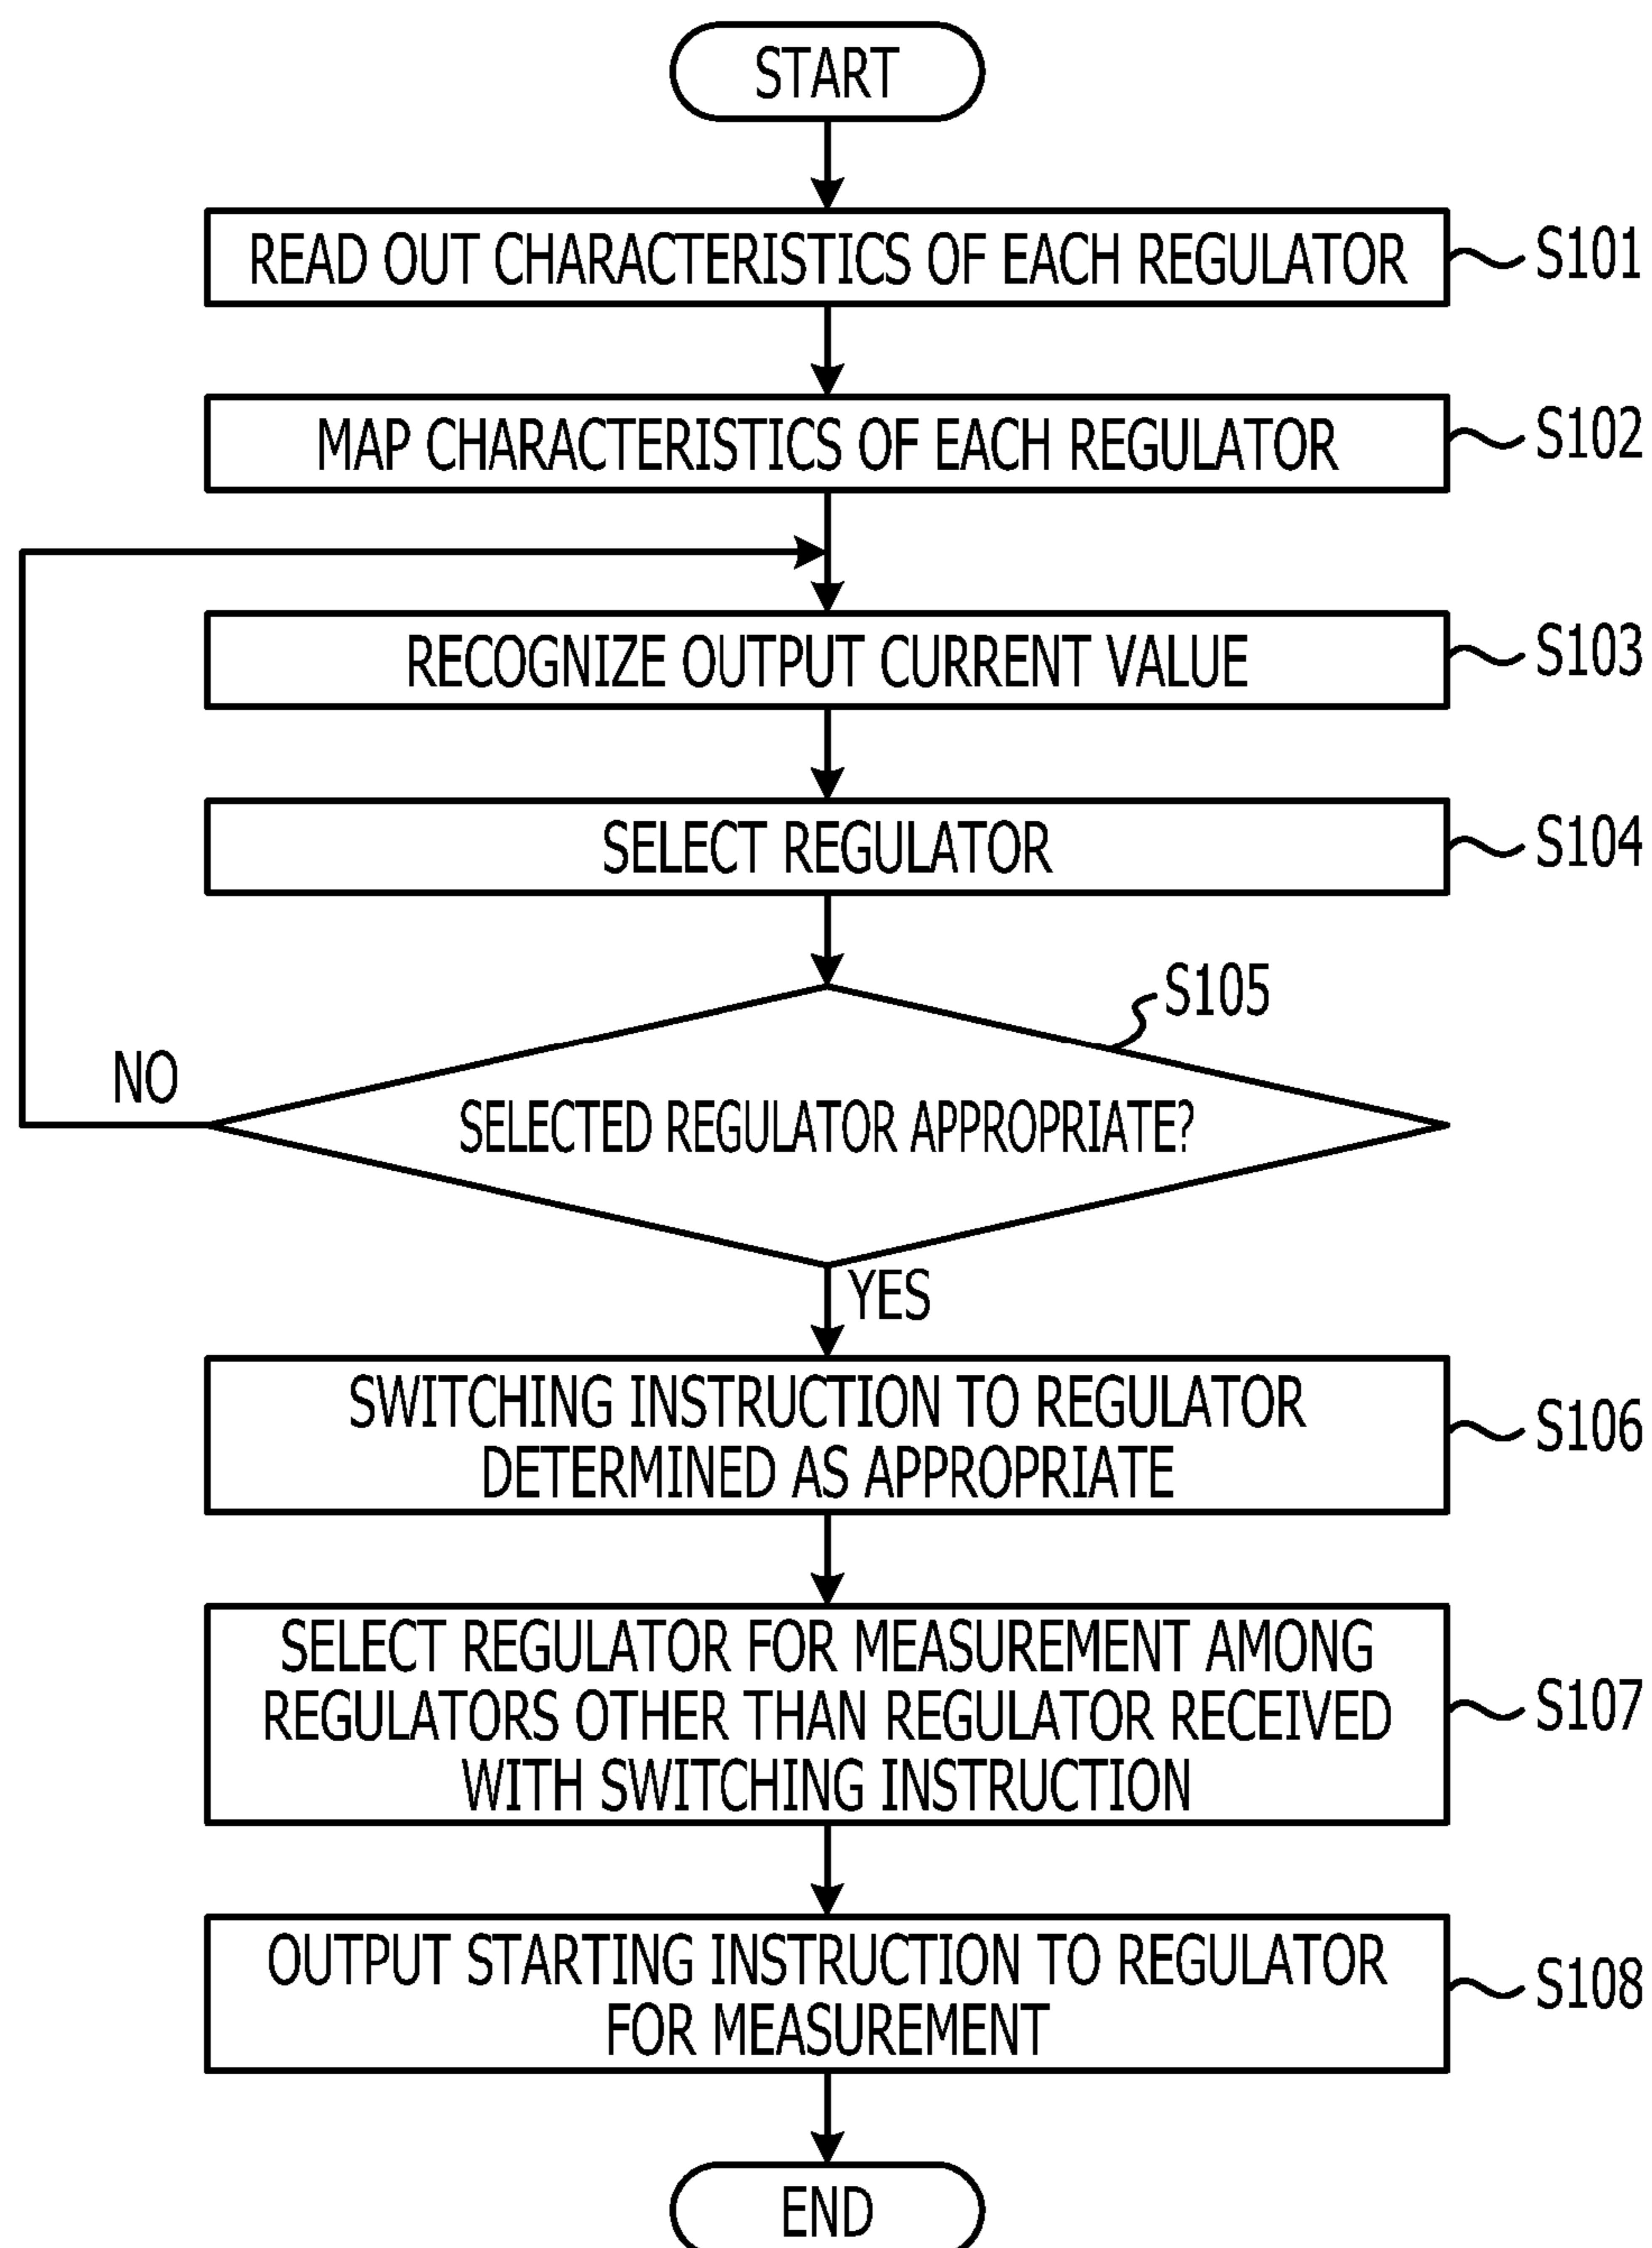 START
READ OUT CHARACTERISTICS OF EACH REGULATOR
S101
MAP CHARACTERISTICS OF EACH REGULATOR
S102
RECOGNIZE OUTPUT CURRENT VALUE
S103
SELECT REGULATOR
S104
S105
NO
SELECTED REGULATOR APPROPRIATE?
YES
SWITCHING INSTRUCTION TO REGULATOR
DETERMINED AS APPROPRIATE
S106
SELECT REGULATOR FOR MEASUREMENT AMONG
REGULATORS OTHER THAN REGULATOR RECEIVED
WITH SWITCHING INSTRUCTION
S107
OUTPUT STARTING INSTRUCTION TO REGULATOR
FOR MEASUREMENT
S108
END